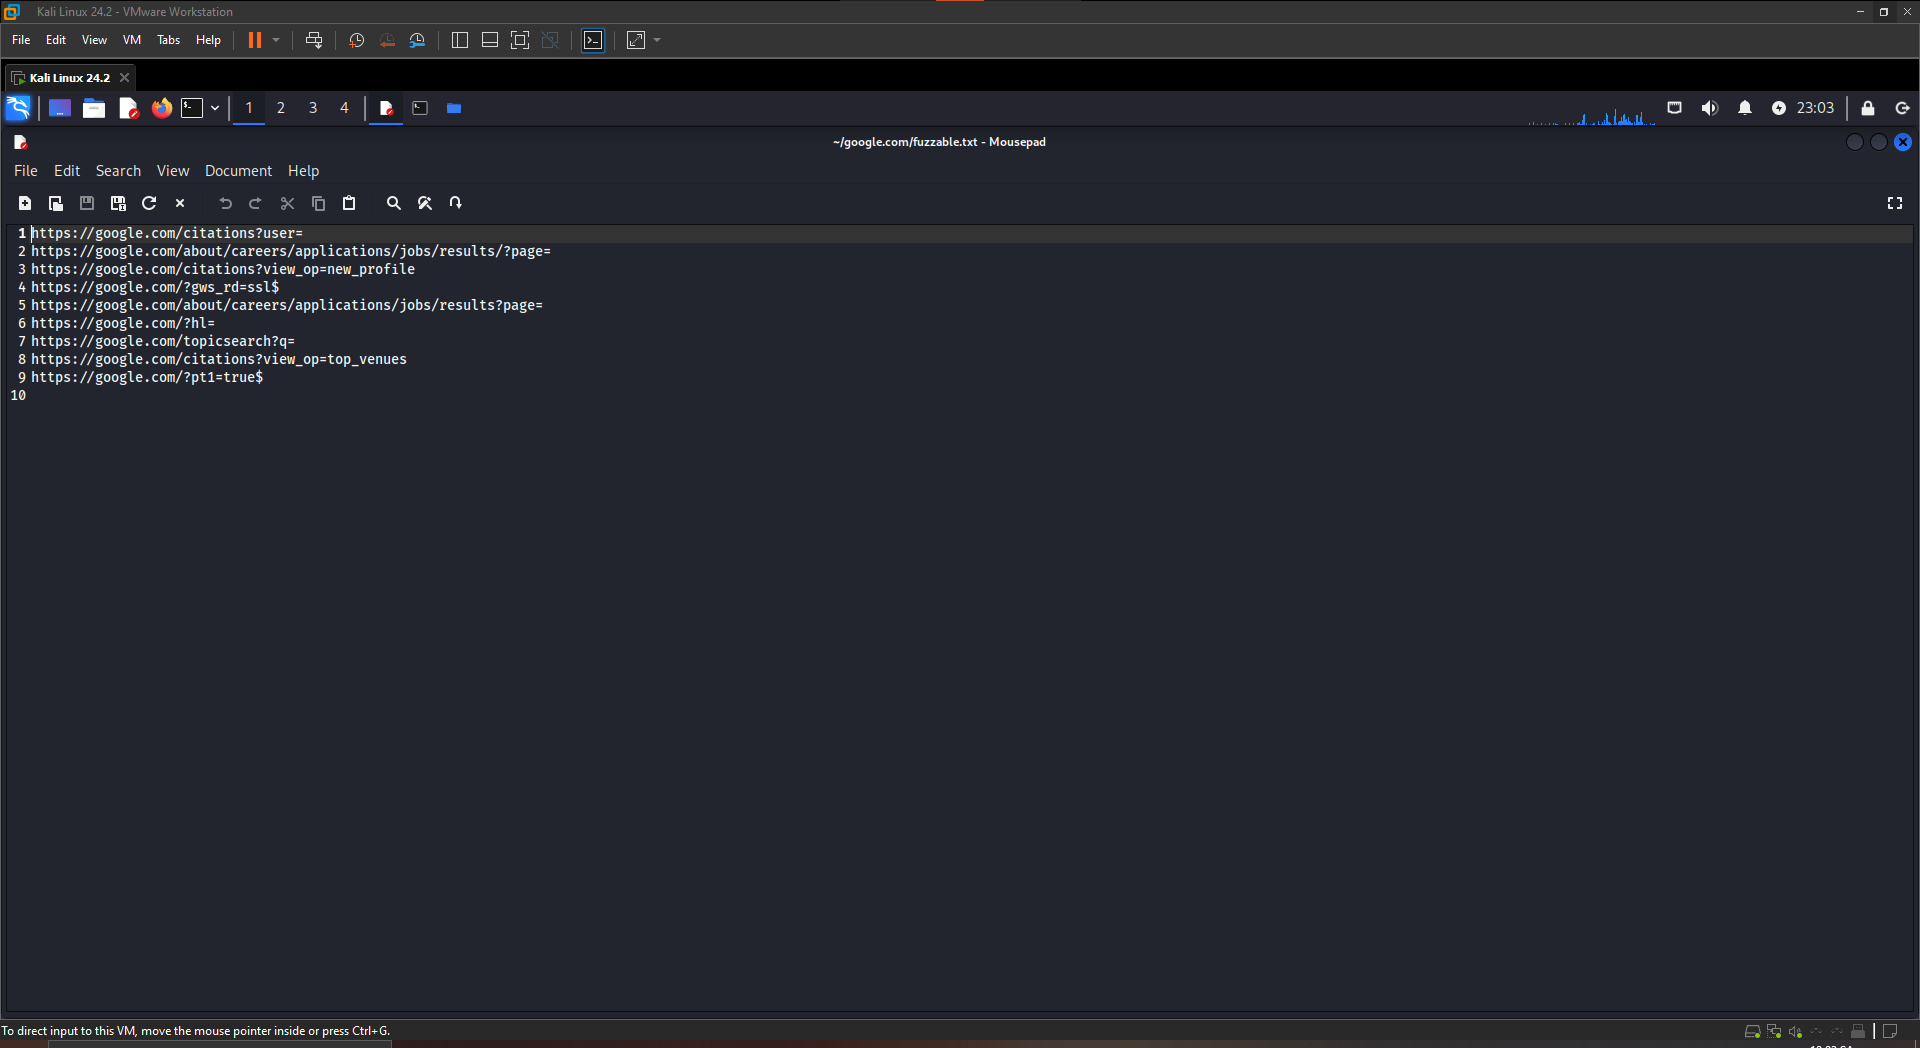 Kali Linux 24.2 - VMware Workstation
File Edit View VM Tabs Help
Kali Linux 24.2
1 2 3 4 23:03
~/google.com/fuzzable.txt - Mousepad
File Edit Search View Document Help
1 https://google.com/citations?user=
2 https://google.com/about/careers/applications/jobs/results/?page=
3 https://google.com/citations?view_op=new_profile
4 https://google.com/?gws_rd=ssl$
5 https://google.com/about/careers/applications/jobs/results?page=
6 https://google.com/?hl=
7 https://google.com/topicsearch?q=
8 https://google.com/citations?view_op=top_venues
9 https://google.com/?pt1=true$
10
To direct input to this VM, move the mouse pointer inside or press Ctrl+G.